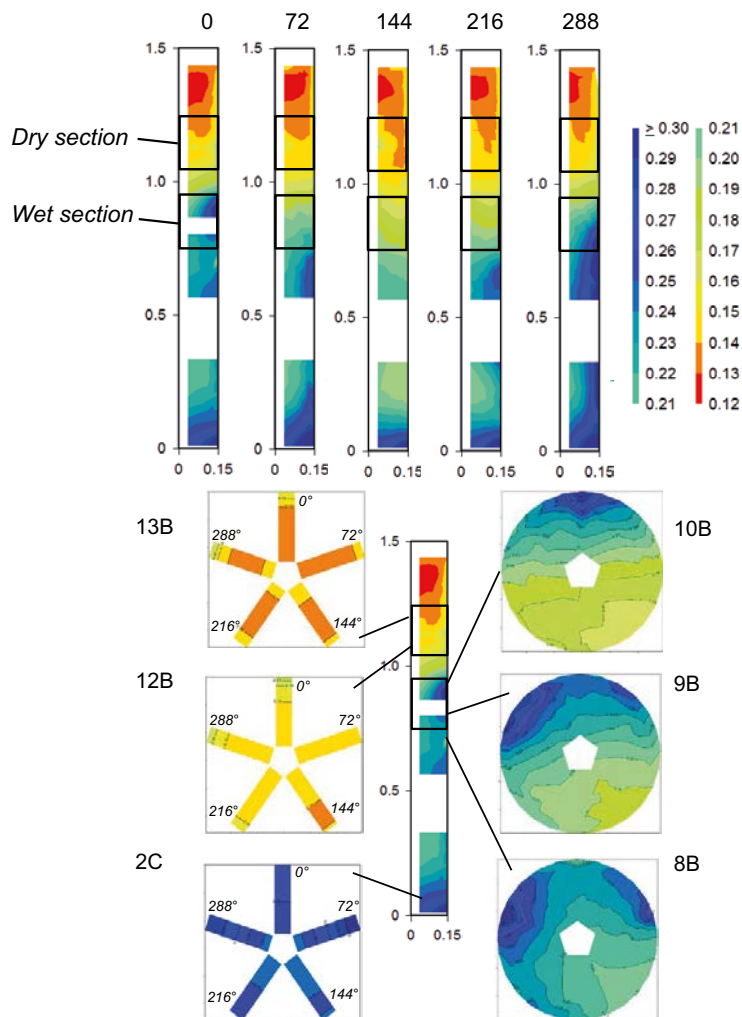 0 72 144 216 288
1.5 1.5 1.5 1.5 1.5
Dry section
1.0 1.0 1.0 1.0 1.0
Wet section
0.5 0.5 0.5 0.5 0.5
0 0 0 0 0
0 0.15 0 0.15 0 0.15 0 0.15 0 0.15
≥ 0.30 0.21
0.29 0.20
0.28 0.19
0.27 0.18
0.26 0.17
0.25 0.16
0.24 0.15
0.23 0.14
0.22 0.13
0.21 0.12
13B
0°
72°
144°
216°
288°
12B
0°
72°
144°
216°
288°
2C
0°
72°
144°
216°
288°
1.5
1.0
0.5
0
0 0.15
10B
9B
8B